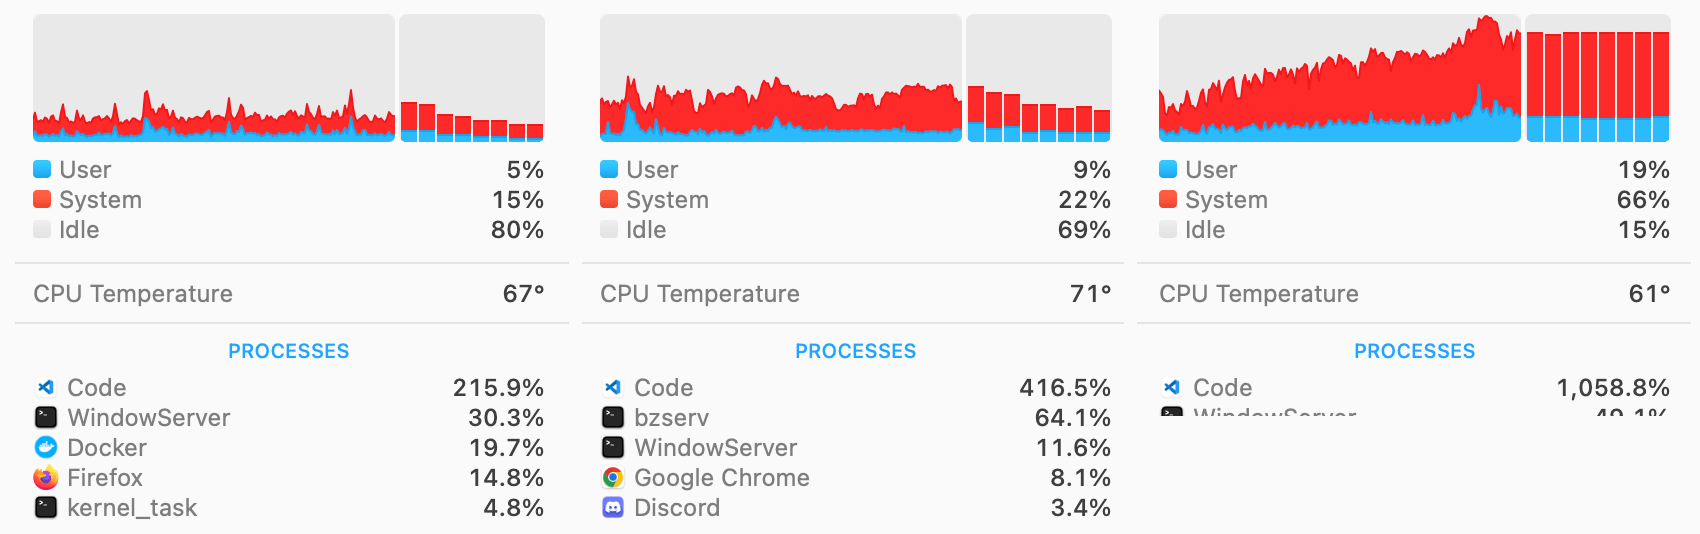 User 5%
System 15%
Idle 80%
CPU Temperature 67°
PROCESSES
Code 215.9%
WindowServer 30.3%
Docker 19.7%
Firefox 14.8%
kernel_task 4.8%
User 9%
System 22%
Idle 69%
CPU Temperature 71°
PROCESSES
Code 416.5%
bzserv 64.1%
WindowServer 11.6%
Google Chrome 8.1%
Discord 3.4%
User 19%
System 66%
Idle 15%
CPU Temperature 61°
PROCESSES
Code 1,058.8%
WindowServer 49.1%